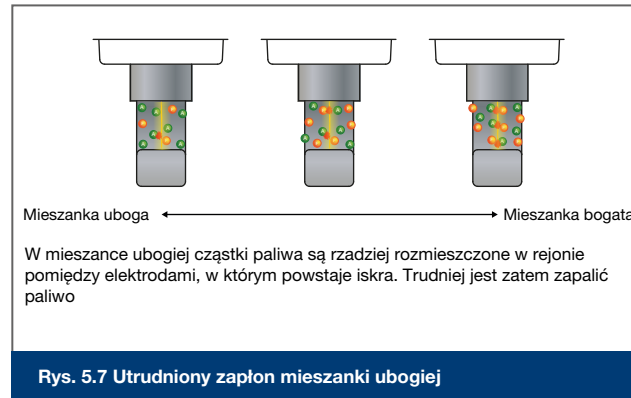 Mieszanka uboga
Mieszanka bogata
W mieszance ubogiej cząstki paliwa są rzadziej rozmieszczone w rejonie
pomiędzy elektrodami, w którym powstaje iskra. Trudniej jest zatem zapalić
paliwo
Rys. 5.7 Utrudniony zapłon mieszanki ubogiej